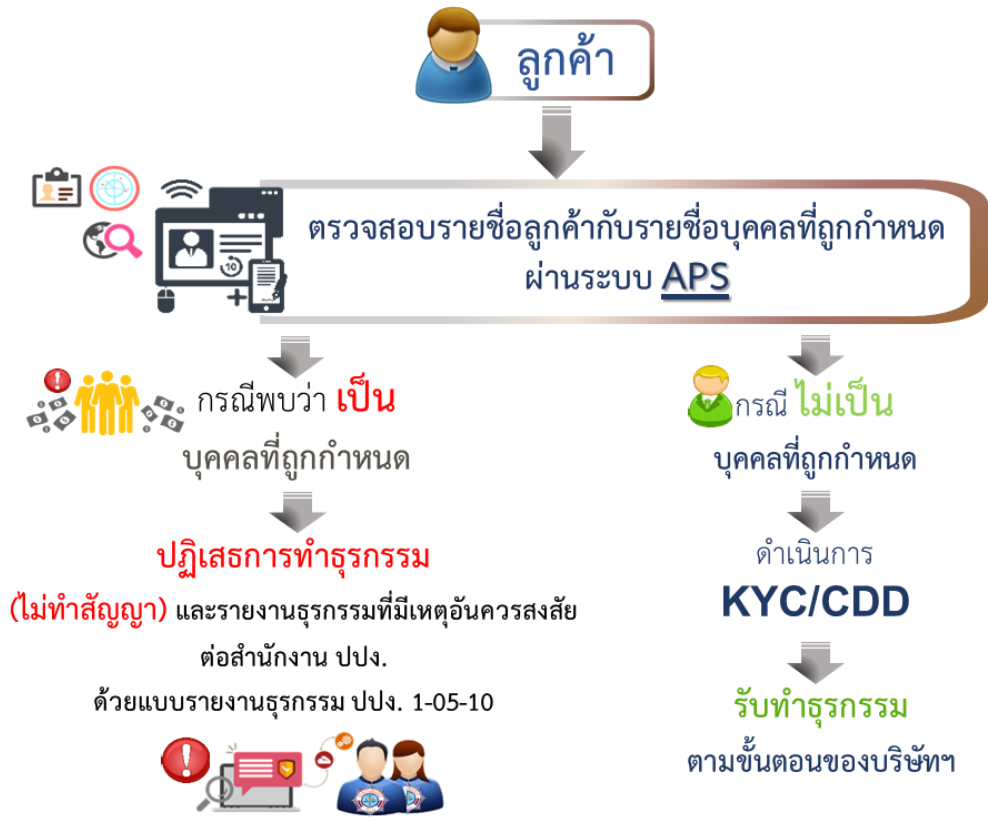 ลูกค้า
ตรวจสอบรายชื่อลูกค้ากับรายชื่อบุคคลที่ถูกกำหนด
ผ่านระบบ APS
กรณีพบว่า เป็น
บุคคลที่ถูกกำหนด
ปฏิเสธการทำธุรกรรม
(ไม่ทำสัญญา) และรายงานธุรกรรมที่มีเหตุอันควรสงสัย
ต่อสำนักงาน ปปง.
ด้วยแบบรายงานธุรกรรม ปปง. 1-05-10
กรณี ไม่เป็น
บุคคลที่ถูกกำหนด
ดำเนินการ
KYC/CDD
รับทำธุรกรรม
ตามขั้นตอนของบริษัทฯ